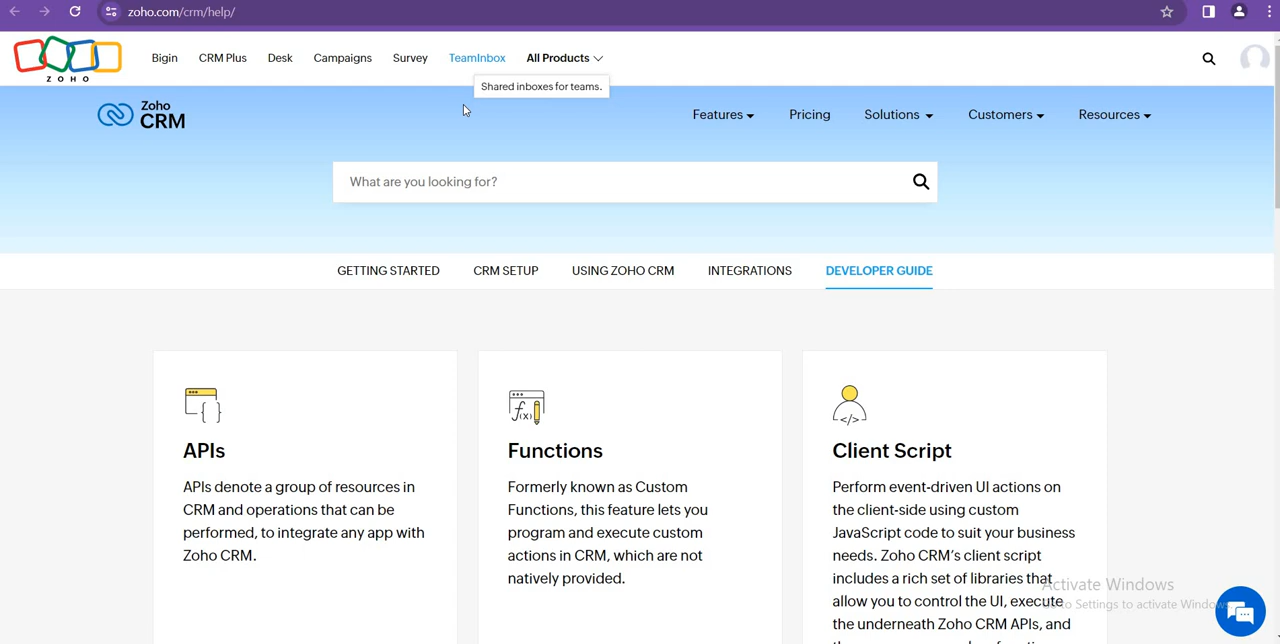 zoho.com/crm/help/
ZOHO
Bigin CRM Plus Desk Campaigns Survey TeamInbox All Products
Shared inboxes for teams.
Zoho
CRM
Features Pricing Solutions Customers Resources
What are you looking for?
GETTING STARTED CRM SETUP USING ZOHO CRM INTEGRATIONS DEVELOPER GUIDE
{ }
APIs
APIs denote a group of resources in
CRM and operations that can be
performed, to integrate any app with
Zoho CRM.
f(x)
Functions
Formerly known as Custom
Functions, this feature lets you
program and execute custom
actions in CRM, which are not
natively provided.
</>
Client Script
Perform event-driven UI actions on
the client-side using custom
JavaScript code to suit your business
needs. Zoho CRM's client script
includes a rich set of libraries that
allow you to control the UI, execute
the underneath Zoho CRM APIs, and
Activate Windows
to Settings to activate Windows